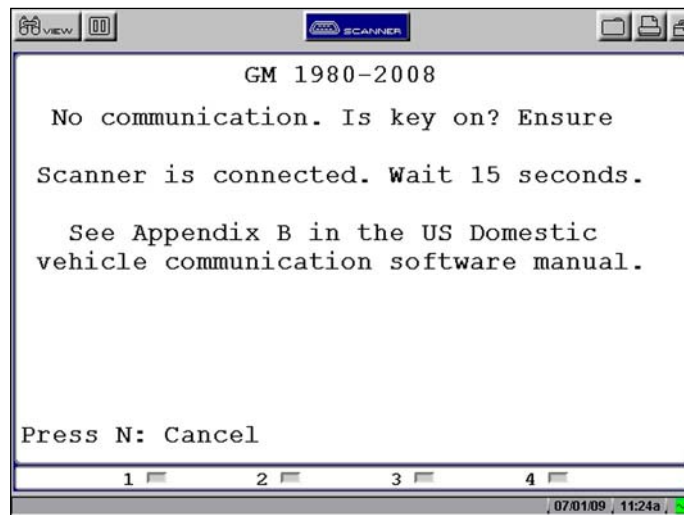 VIEW
SCANNER
GM 1980-2008
No communication. Is key on? Ensure
Scanner is connected. Wait 15 seconds.
See Appendix B in the US Domestic
vehicle communication software manual.
Press N: Cancel
1 2 3 4
07/01/09 11:24a